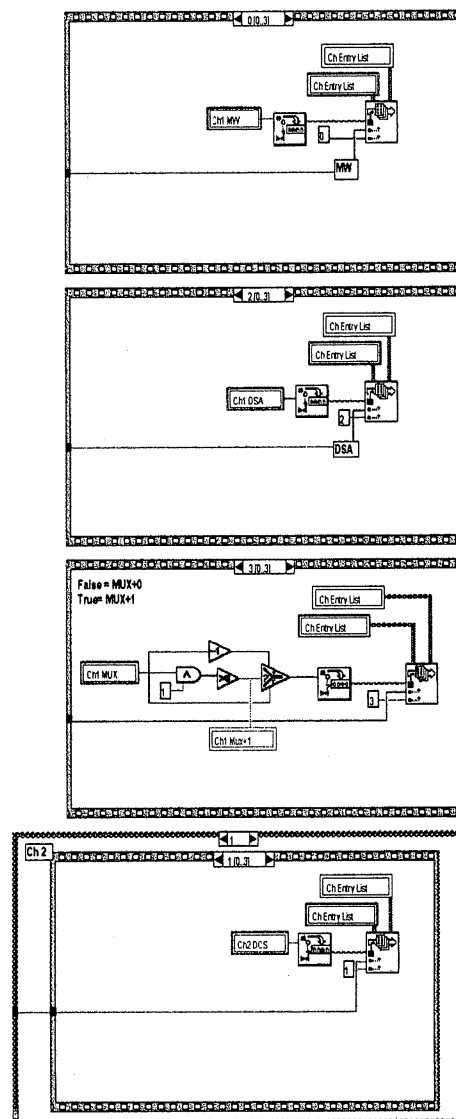 0 [0..3]
Ch Entry List
Ch Entry List
Ch1 MW
0
MW
2 [0..3]
Ch Entry List
Ch Entry List
Ch1 DSA
2
DSA
3 [0..3]
False = MUX+0
True= MUX+1
Ch Entry List
Ch Entry List
Ch1 MUX
1
-1
3
Ch1 Mux+1
1
Ch 2
1 [0..3]
Ch Entry List
Ch Entry List
Ch2 DCS
1